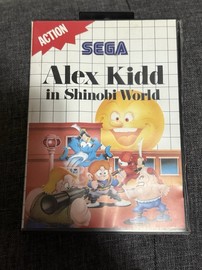 ACTION
SEGA
Alex Kidd
in Shinobi World